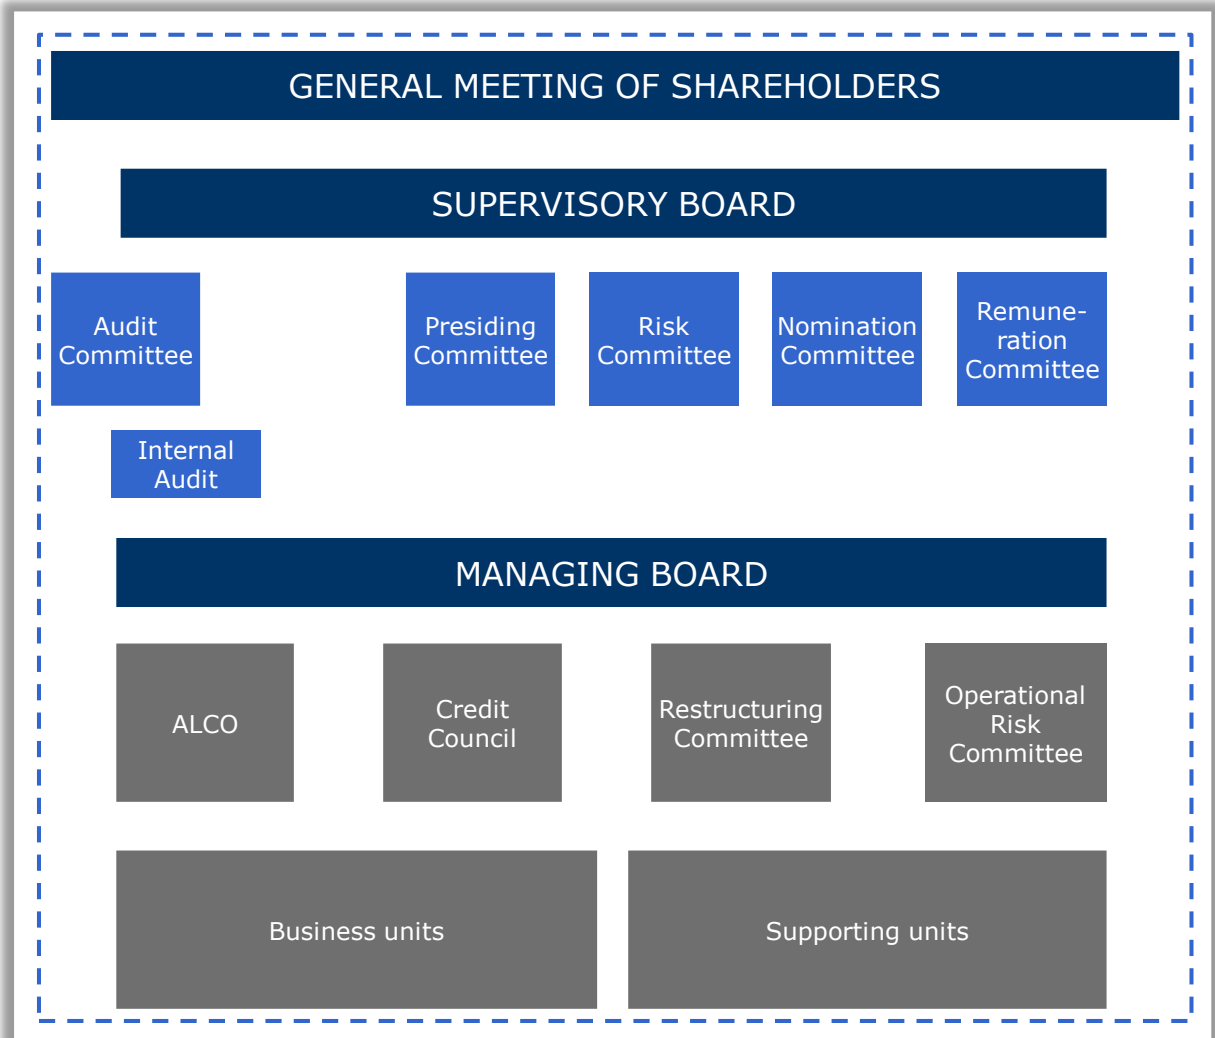 GENERAL MEETING OF SHAREHOLDERS
SUPERVISORY BOARD
Audit
Committee
Presiding
Committee
Risk
Committee
Nomination
Committee
Remune-
ration
Committee
Internal
Audit
MANAGING BOARD
ALCO
Credit
Council
Restructuring
Committee
Operational
Risk
Committee
Business units
Supporting units